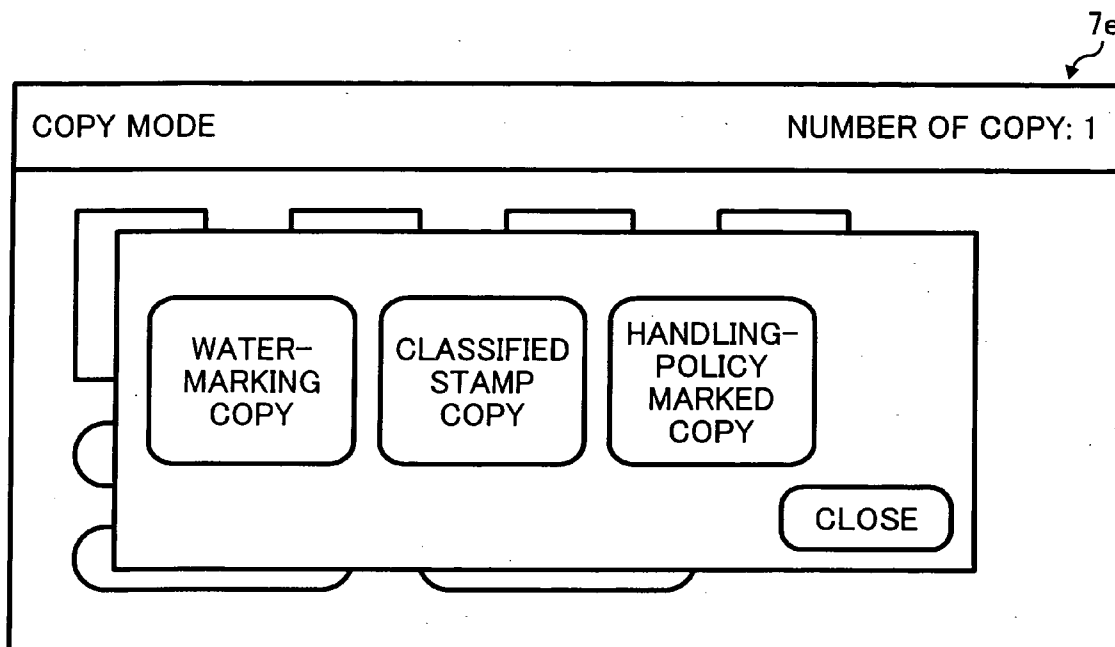 7e
COPY MODE
NUMBER OF COPY: 1
WATER-
MARKING
COPY
CLASSIFIED
STAMP
COPY
HANDLING-
POLICY
MARKED
COPY
CLOSE